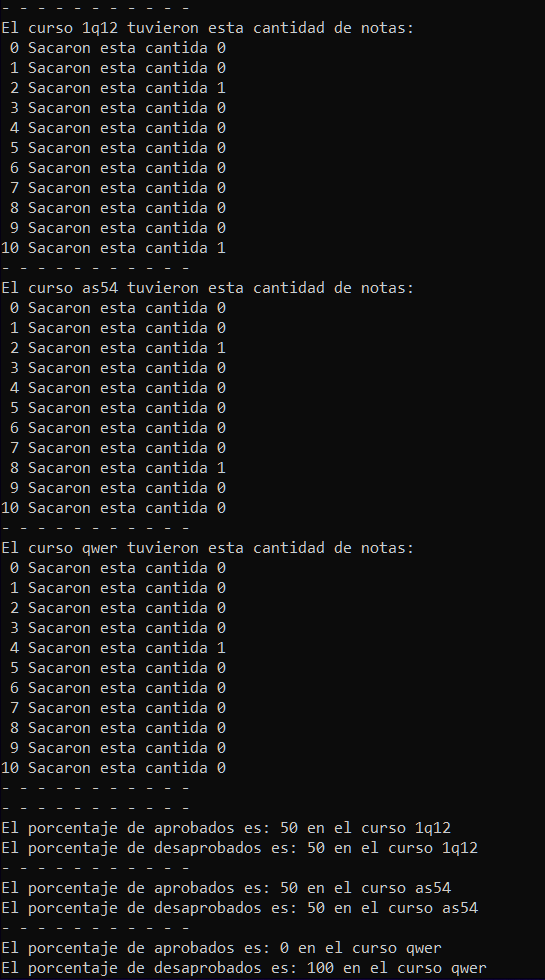 - - - - - - - - - - -
El curso 1q12 tuvieron esta cantidad de notas:
 0 Sacaron esta cantida 0
 1 Sacaron esta cantida 0
 2 Sacaron esta cantida 1
 3 Sacaron esta cantida 0
 4 Sacaron esta cantida 0
 5 Sacaron esta cantida 0
 6 Sacaron esta cantida 0
 7 Sacaron esta cantida 0
 8 Sacaron esta cantida 0
 9 Sacaron esta cantida 0
10 Sacaron esta cantida 1
- - - - - - - - - - -
El curso as54 tuvieron esta cantidad de notas:
 0 Sacaron esta cantida 0
 1 Sacaron esta cantida 0
 2 Sacaron esta cantida 1
 3 Sacaron esta cantida 0
 4 Sacaron esta cantida 0
 5 Sacaron esta cantida 0
 6 Sacaron esta cantida 0
 7 Sacaron esta cantida 0
 8 Sacaron esta cantida 1
 9 Sacaron esta cantida 0
10 Sacaron esta cantida 0
- - - - - - - - - - -
El curso qwer tuvieron esta cantidad de notas:
 0 Sacaron esta cantida 0
 1 Sacaron esta cantida 0
 2 Sacaron esta cantida 0
 3 Sacaron esta cantida 0
 4 Sacaron esta cantida 1
 5 Sacaron esta cantida 0
 6 Sacaron esta cantida 0
 7 Sacaron esta cantida 0
 8 Sacaron esta cantida 0
 9 Sacaron esta cantida 0
10 Sacaron esta cantida 0
- - - - - - - - - - -
- - - - - - - - - - -
El porcentaje de aprobados es: 50 en el curso 1q12
El porcentaje de desaprobados es: 50 en el curso 1q12
- - - - - - - - - - -
El porcentaje de aprobados es: 50 en el curso as54
El porcentaje de desaprobados es: 50 en el curso as54
- - - - - - - - - - -
El porcentaje de aprobados es: 0 en el curso qwer
El porcentaje de desaprobados es: 100 en el curso qwer